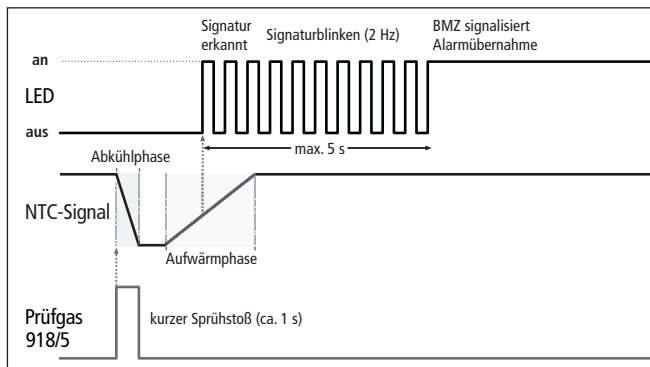 Signatur
erkannt
Signaturblinken (2 Hz)
BMZ signalisiert
Alarmübernahme
an
LED
aus
max. 5 s
Abkühlphase
NTC-Signal
Aufwärmphase
Prüfgas
918/5
kurzer Sprühstoß (ca. 1 s)